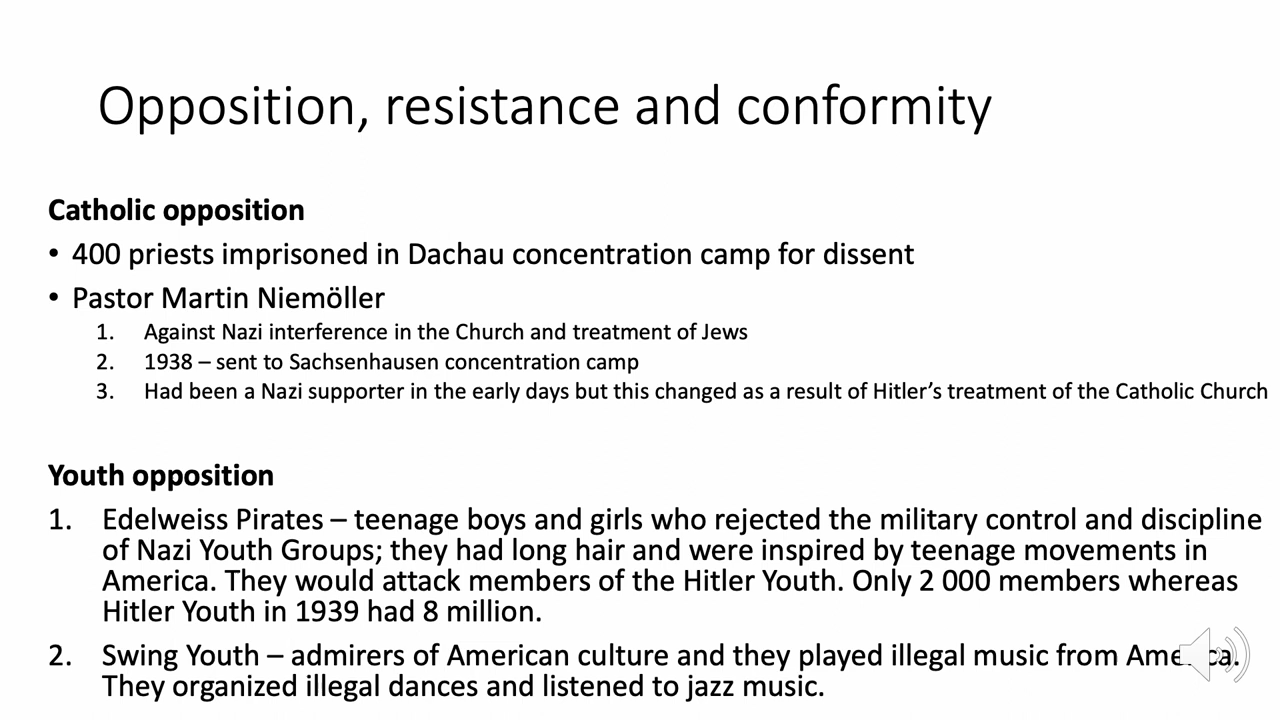 Opposition, resistance and conformity
Catholic opposition
• 400 priests imprisoned in Dachau concentration camp for dissent
• Pastor Martin Niemöller
1. Against Nazi interference in the Church and treatment of Jews
2. 1938 – sent to Sachsenhausen concentration camp
3. Had been a Nazi supporter in the early days but this changed as a result of Hitler’s treatment of the Catholic Church
Youth opposition
1. Edelweiss Pirates – teenage boys and girls who rejected the military control and discipline
of Nazi Youth Groups; they had long hair and were inspired by teenage movements in
America. They would attack members of the Hitler Youth. Only 2 000 members whereas
Hitler Youth in 1939 had 8 million.
2. Swing Youth – admirers of American culture and they played illegal music from America.
They organized illegal dances and listened to jazz music.